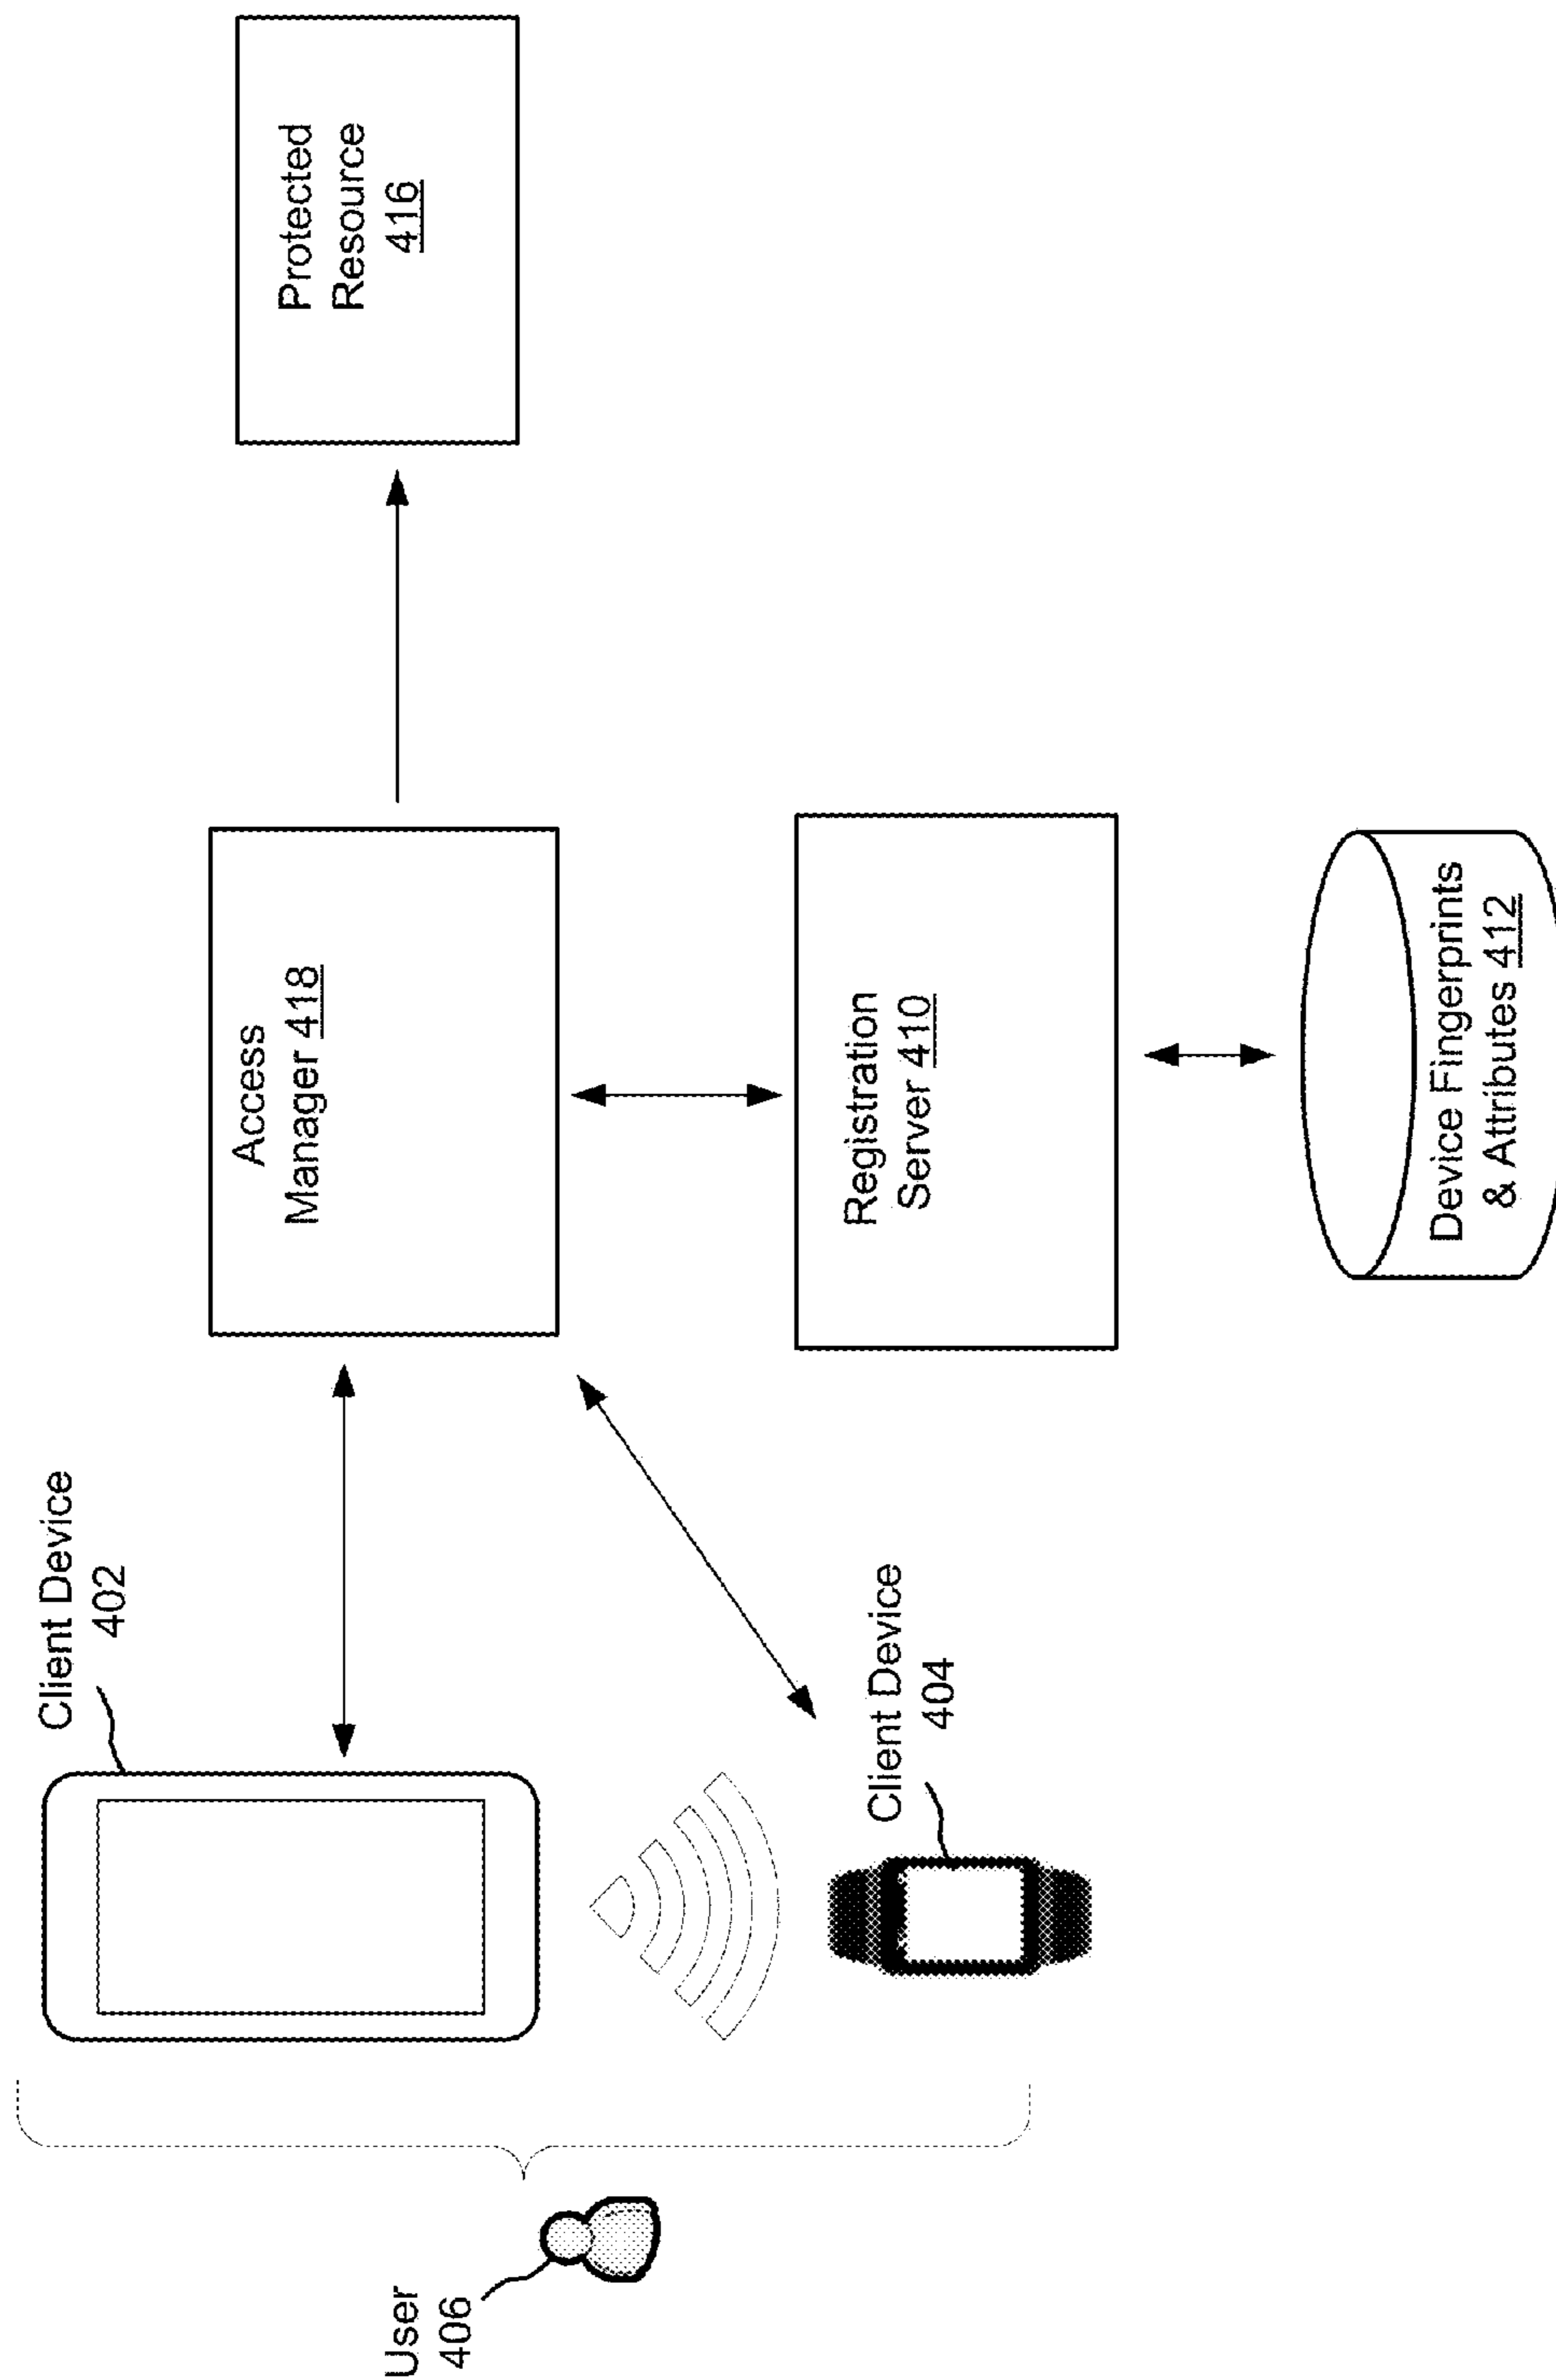 Client Device
402
User
406
Client Device
404
Access
Manager 418
Registration
Server 410
Device Fingerprints
& Attributes 412
Protected
Resource
416